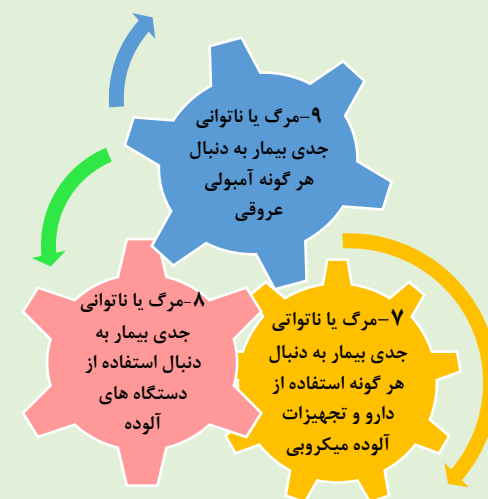 ۹-مرگ یا ناتوانی
جدی بیمار به دنبال
هر گونه آمبولی
عروقی
۸-مرگ یا ناتوانی
جدی بیمار به
دنبال استفاده از
دستگاه های
آلوده
۷-مرگ یا ناتواتی
جدی بیمار به دنبال
هر گونه استفاده از
دارو و تجهیزات
آلوده میکروبی